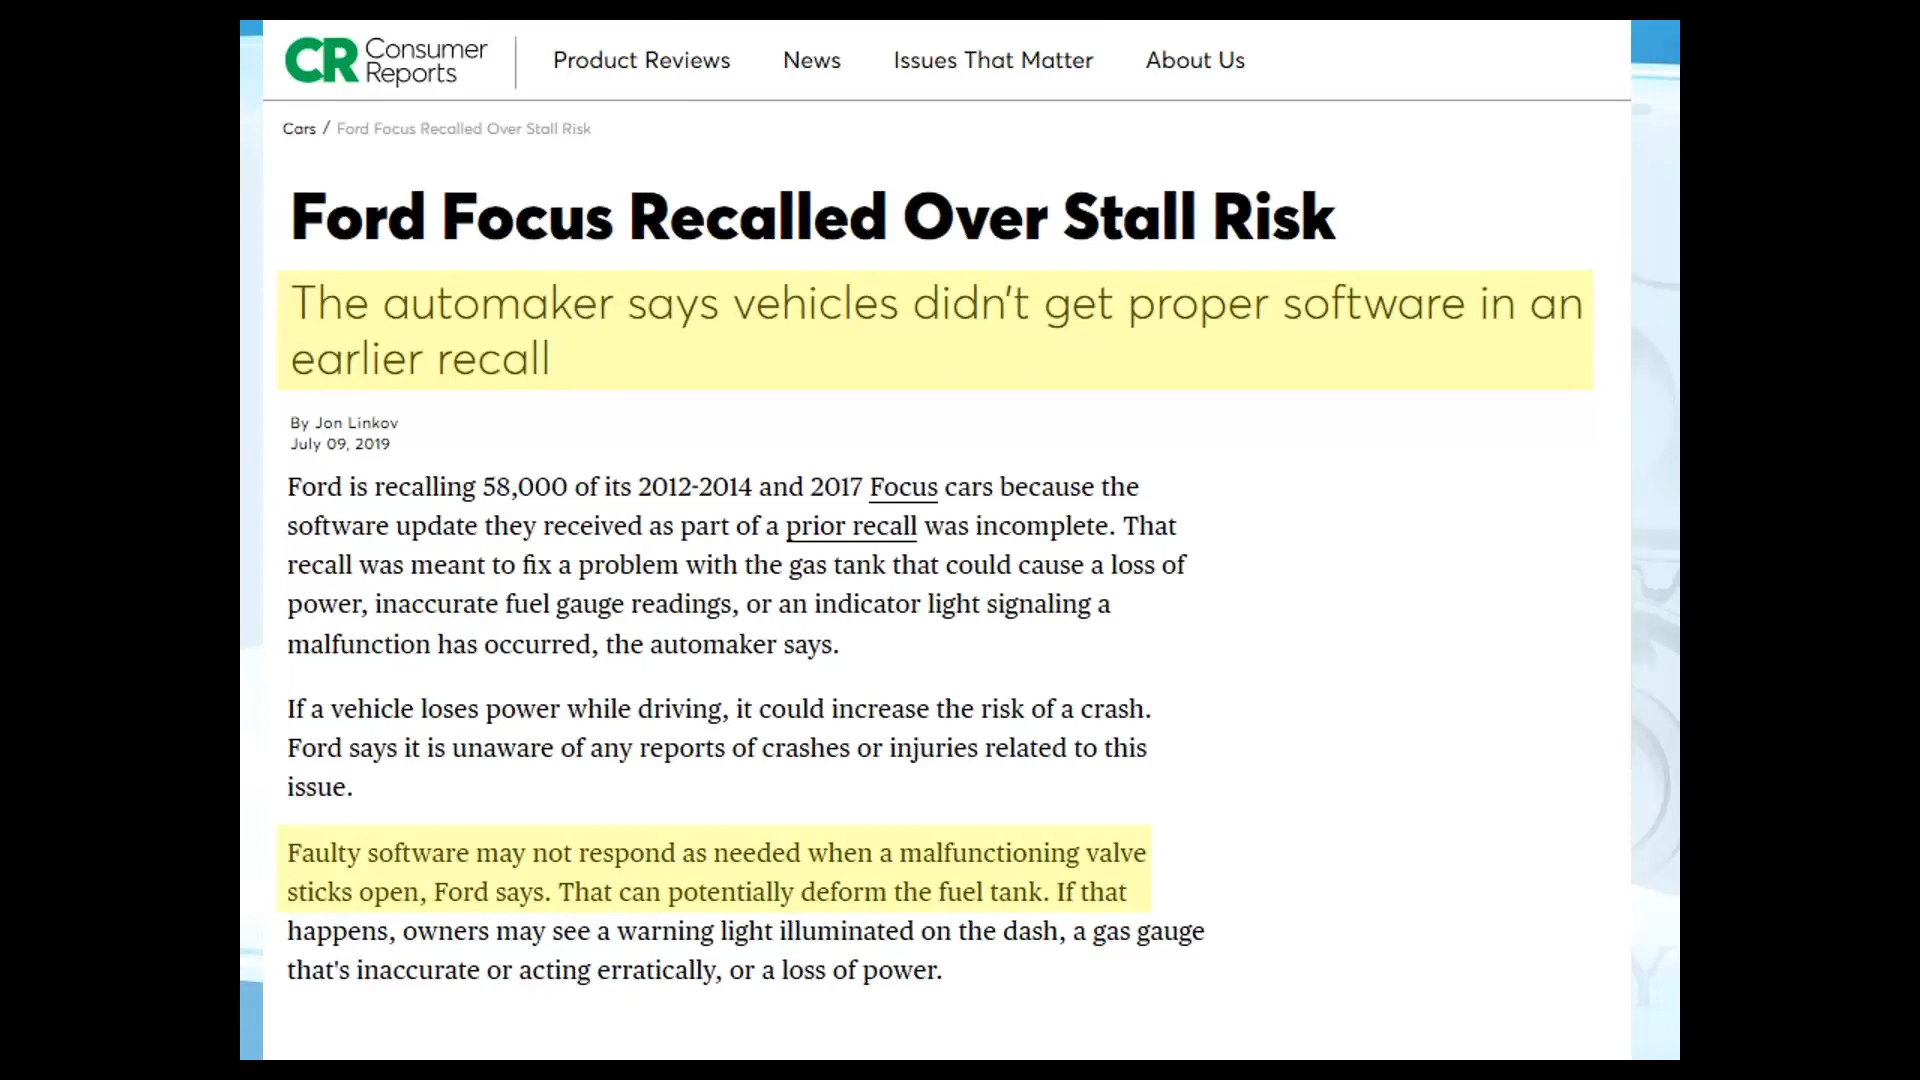 CR Consumer Reports
Product Reviews News Issues That Matter About Us
Cars / Ford Focus Recalled Over Stall Risk
Ford Focus Recalled Over Stall Risk
The automaker says vehicles didn't get proper software in an
earlier recall
By Jon Linkov
July 09, 2019
Ford is recalling 58,000 of its 2012-2014 and 2017 Focus cars because the
software update they received as part of a prior recall was incomplete. That
recall was meant to fix a problem with the gas tank that could cause a loss of
power, inaccurate fuel gauge readings, or an indicator light signaling a
malfunction has occurred, the automaker says.
If a vehicle loses power while driving, it could increase the risk of a crash.
Ford says it is unaware of any reports of crashes or injuries related to this
issue.
Faulty software may not respond as needed when a malfunctioning valve
sticks open, Ford says. That can potentially deform the fuel tank. If that
happens, owners may see a warning light illuminated on the dash, a gas gauge
that's inaccurate or acting erratically, or a loss of power.